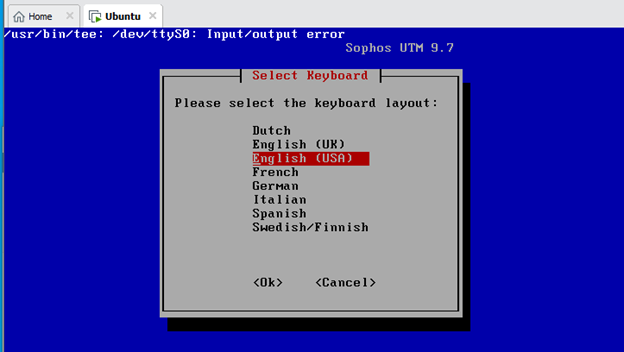 Home
Ubuntu
/usr/bin/tee: /dev/ttyS0: Input/output error
Sophos UTM 9.7
Select Keyboard
Please select the keyboard layout:
Dutch
English (UK)
English (USA)
French
German
Italian
Spanish
Swedish/Finnish
<Ok> <Cancel>